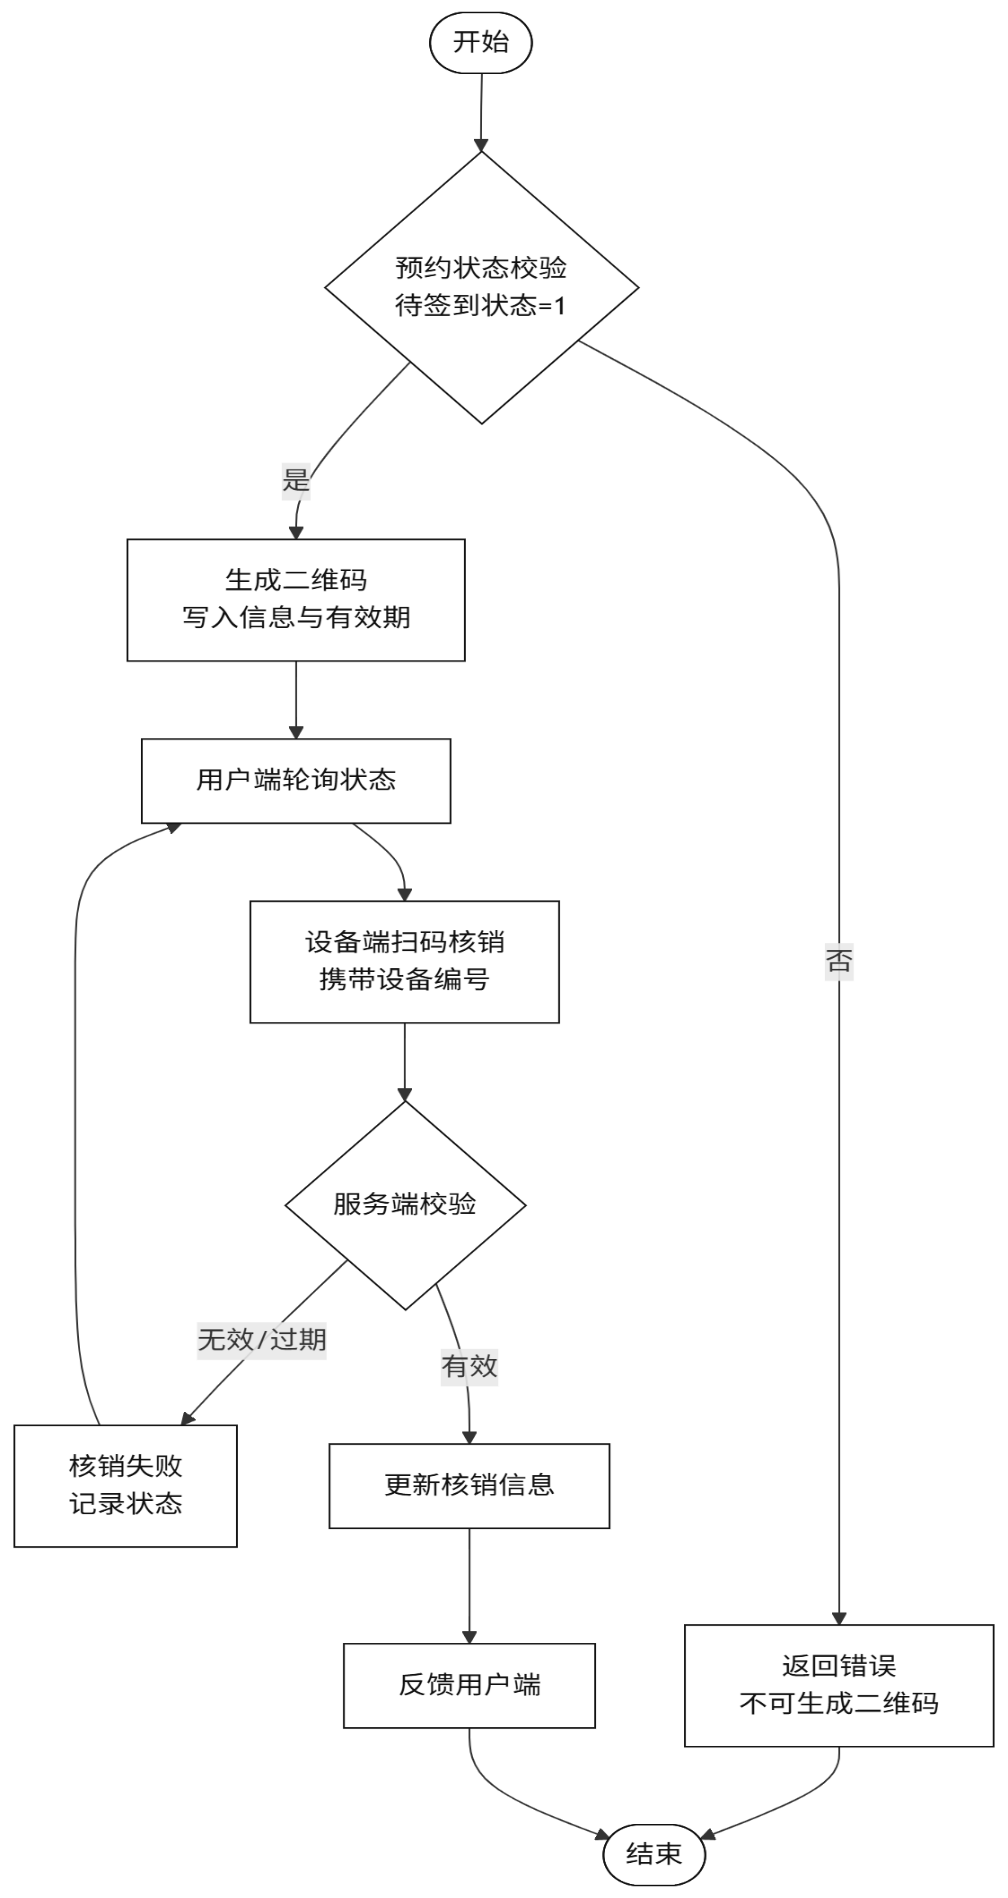 开始
预约状态校验
待签到状态=1
是
生成二维码
写入信息与有效期
用户端轮询状态
设备端扫码核销
携带设备编号
否
服务端校验
无效/过期
有效
核销失败
记录状态
更新核销信息
反馈用户端
返回错误
不可生成二维码
结束